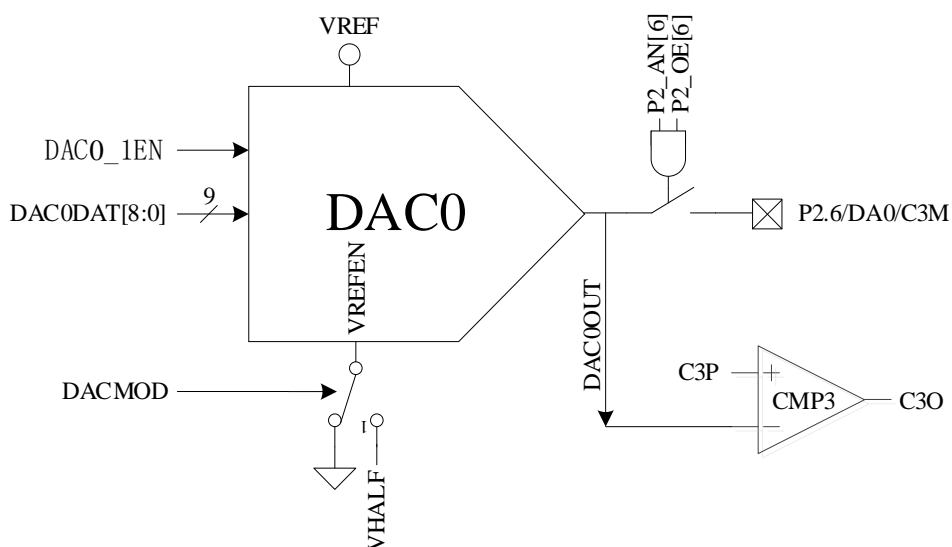 VREF
P2_AN[6]
P2_OE[6]
DAC0_1EN
9
DAC0DAT[8:0]
DAC0
P2.6/DA0/C3M
VREFEN
DAC0OUT
DACMOD
C3P
+
CMP3
C3O
1
VHALF